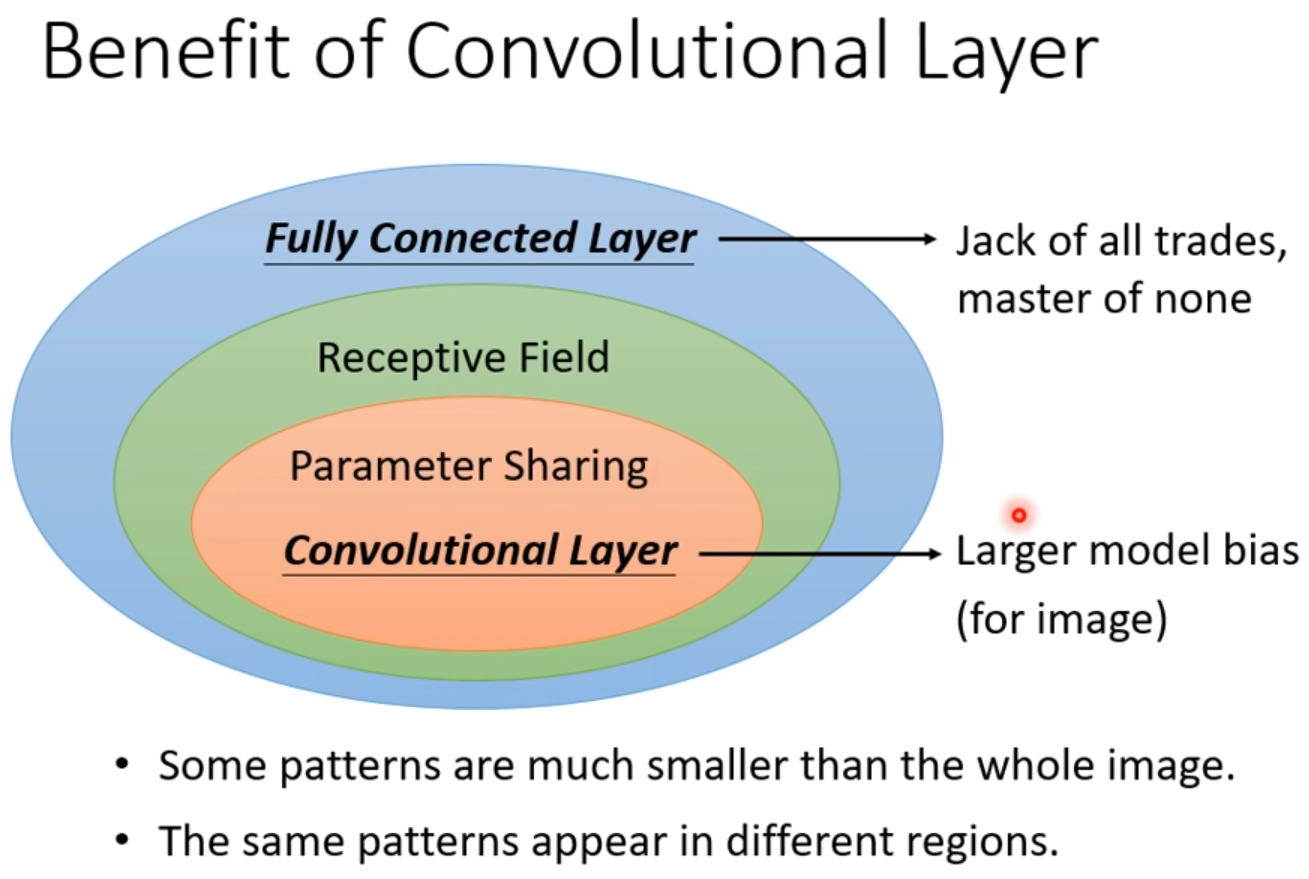 Benefit of Convolutional Layer
Fully Connected Layer
Jack of all trades,
master of none
Receptive Field
Parameter Sharing
Convolutional Layer
Larger model bias
(for image)
• Some patterns are much smaller than the whole image.
• The same patterns appear in different regions.